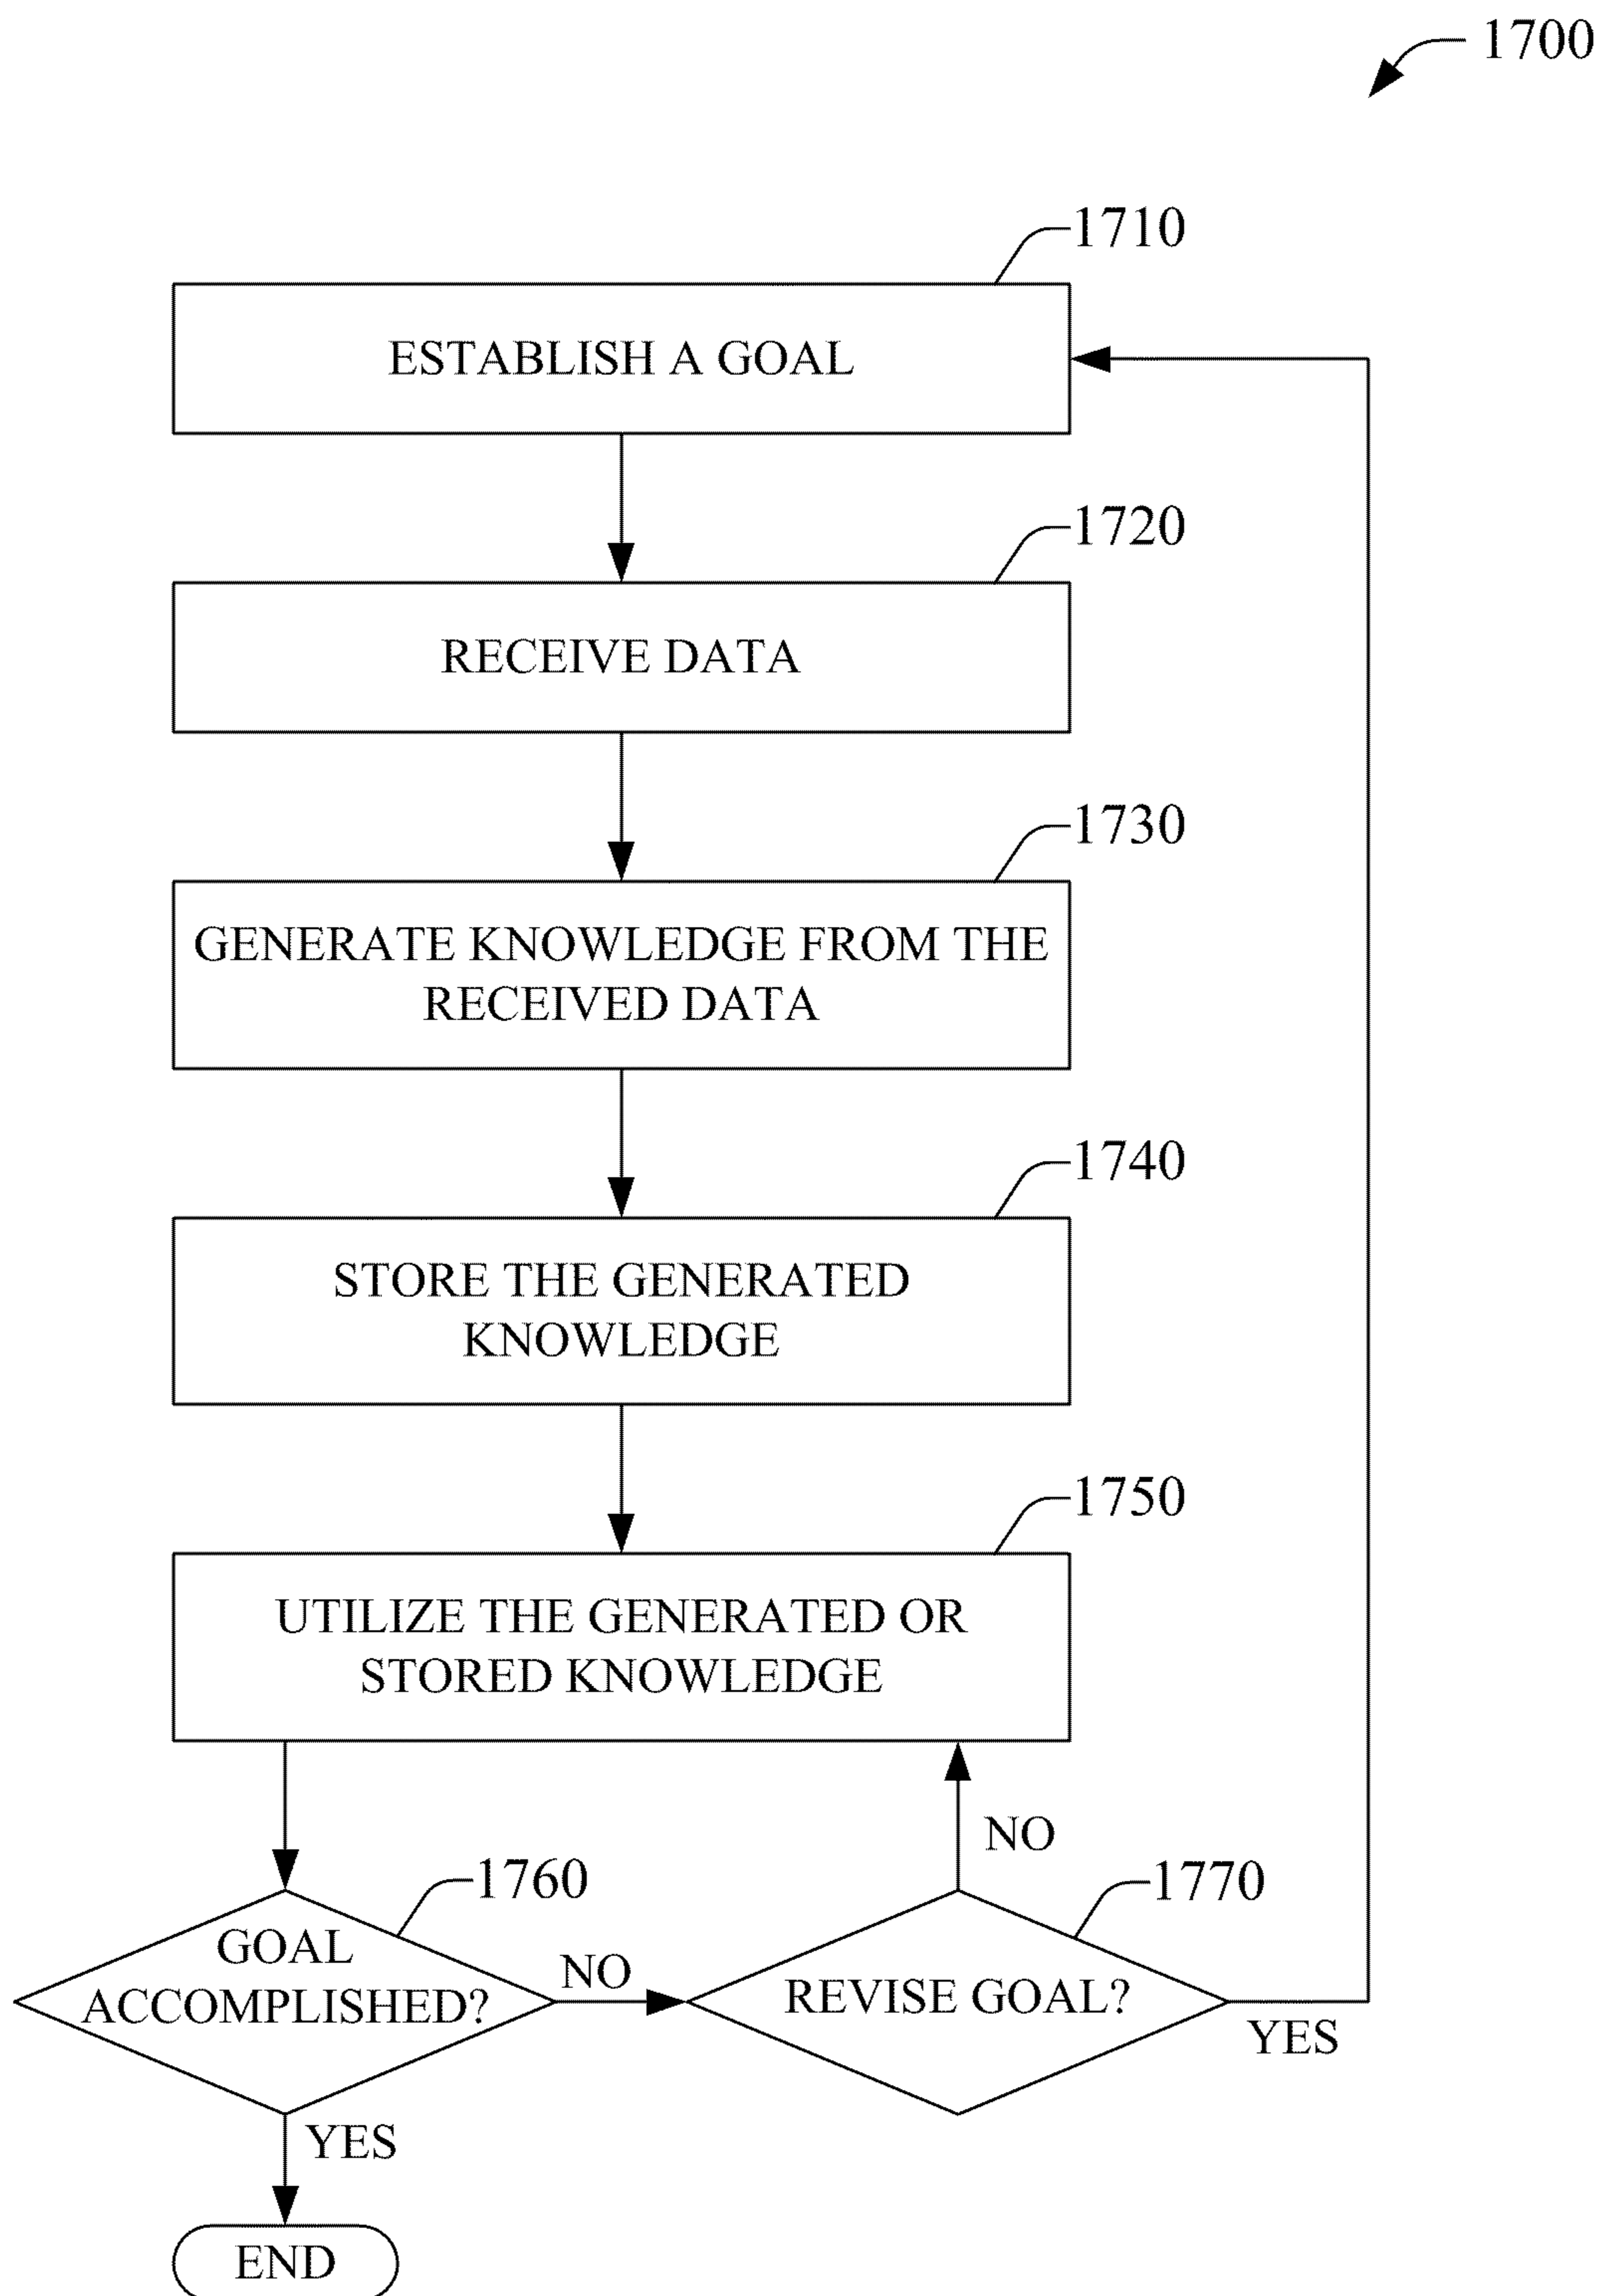 1700
1710
ESTABLISH A GOAL
1720
RECEIVE DATA
1730
GENERATE KNOWLEDGE FROM THE
RECEIVED DATA
1740
STORE THE GENERATED
KNOWLEDGE
1750
UTILIZE THE GENERATED OR
STORED KNOWLEDGE
NO
1760
1770
GOAL
ACCOMPLISHED?
NO
REVISE GOAL?
YES
YES
END